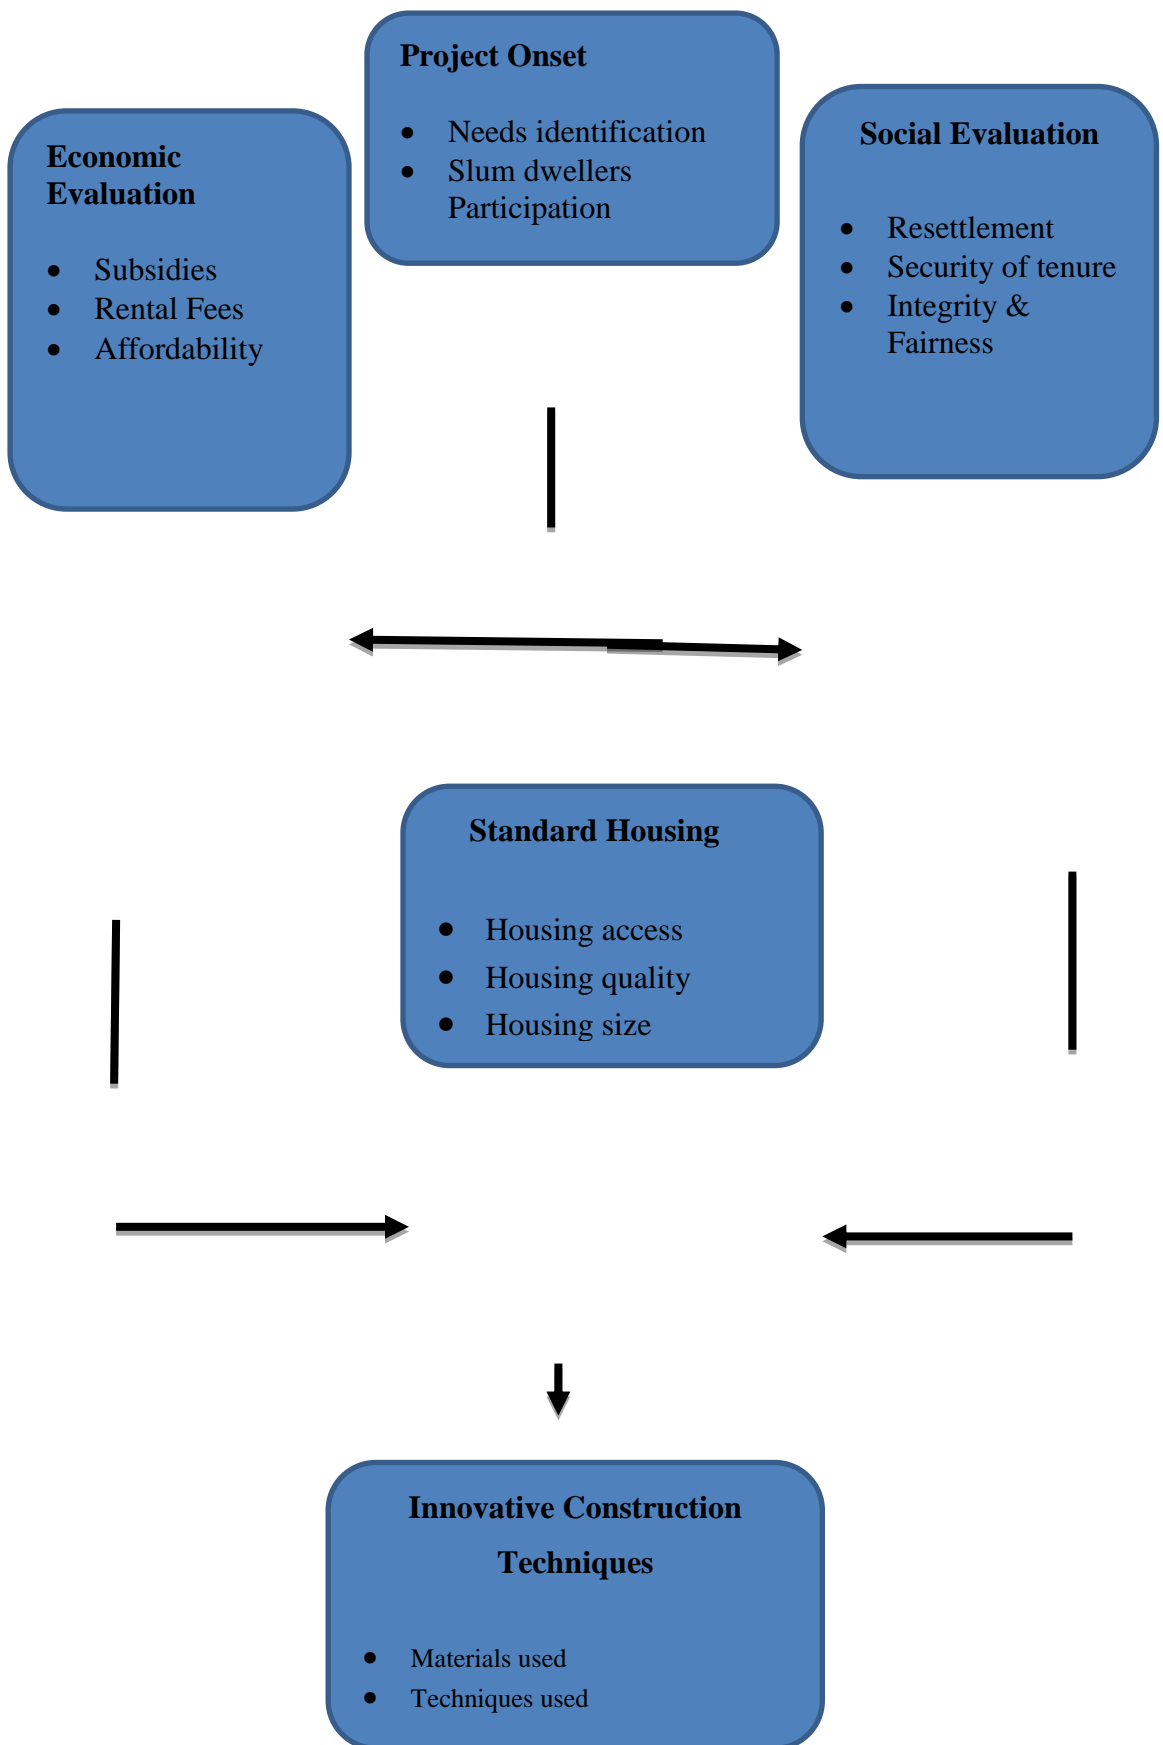 Project Onset
• Needs identification
• Slum dwellers
Participation
Economic
Evaluation
• Subsidies
• Rental Fees
• Affordability
Social Evaluation
• Resettlement
• Security of tenure
• Integrity &
Fairness
Standard Housing
• Housing access
• Housing quality
• Housing size
Innovative Construction
Techniques
• Materials used
• Techniques used